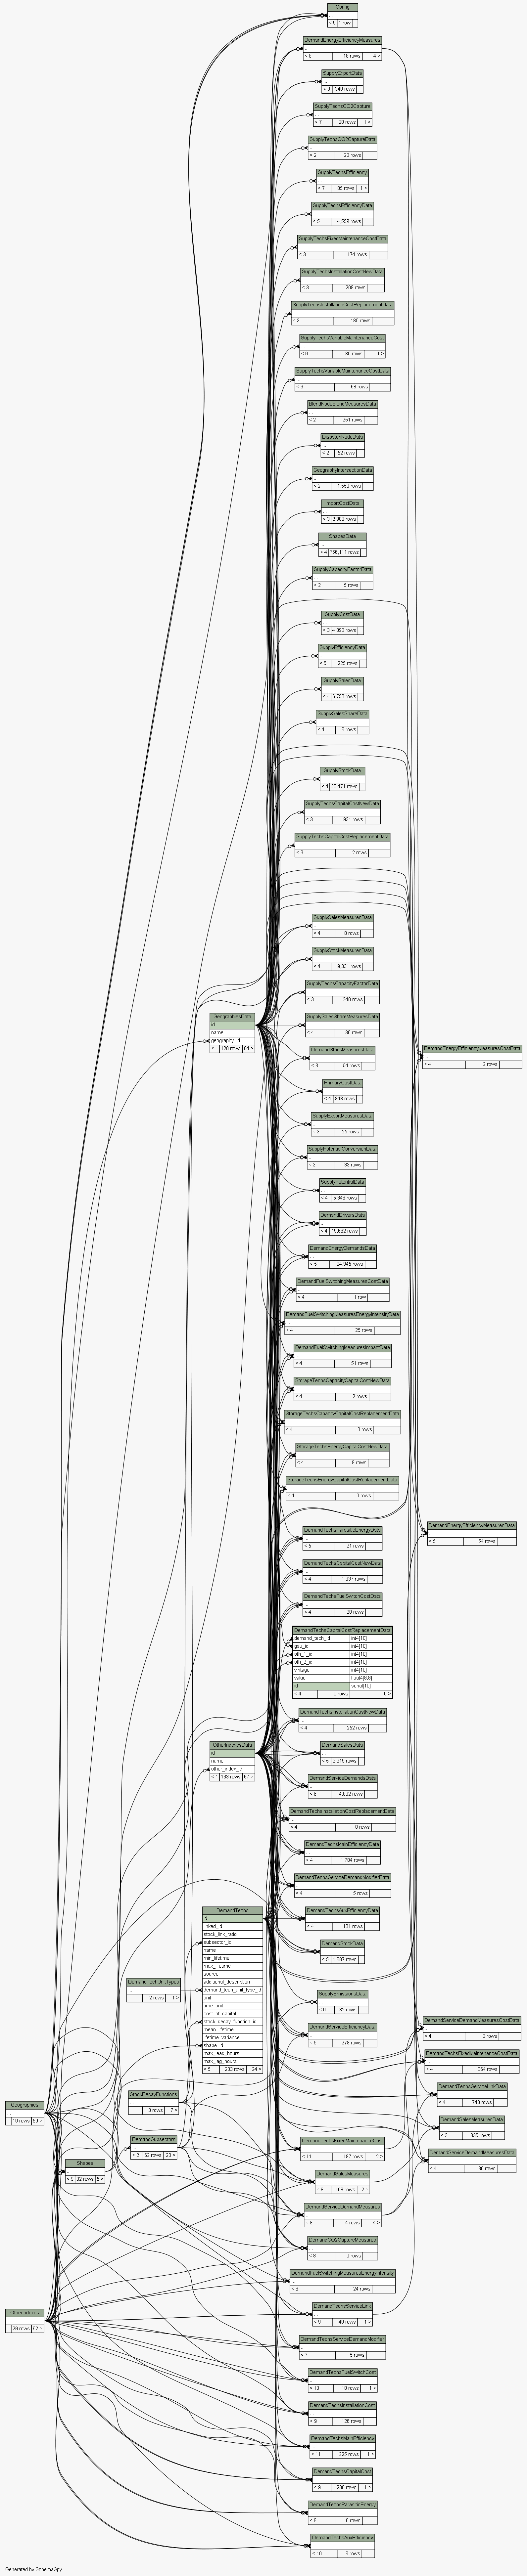 Config
...
< 9 1 row
DemandEnergyEfficiencyMeasures
...
< 8 16 rows 4 >
SupplyExportData
...
< 3 340 rows
SupplyTechsCO2Capture
...
< 7 26 rows 1 >
SupplyTechsCO2CaptureData
...
< 2 26 rows
SupplyTechsEfficiency
...
< 7 105 rows 1 >
SupplyTechsEfficiencyData
...
< 5 4,559 rows
SupplyTechsFixedMaintenanceCostData
...
< 3 174 rows
SupplyTechsInstallationCostNewData
...
< 3 209 rows
SupplyTechsInstallationCostReplacementData
...
< 3 180 rows
SupplyTechsVariableMaintenanceCost
...
< 9 80 rows 1 >
SupplyTechsVariableMaintenanceCostData
...
< 3 88 rows
BlendNodeBlendMeasuresData
...
< 2 261 rows
DispatchNodeData
...
< 2 52 rows
GeographyIntersectionData
...
< 2 1,550 rows
ImportCostData
...
< 3 2,900 rows
ShapesData
...
< 4 756,111 rows
SupplyCapacityFactorData
...
< 2 5 rows
SupplyCostData
...
< 3 4,093 rows
SupplyEfficiencyData
...
< 5 1,225 rows
SupplySalesData
...
< 4 8,750 rows
SupplySalesShareData
...
< 4 6 rows
SupplyStockData
...
< 4 26,471 rows
SupplyTechsCapitalCostNewData
...
< 3 931 rows
SupplyTechsCapitalCostReplacementData
...
< 3 2 rows
SupplySalesMeasuresData
...
< 4 0 rows
SupplyStockMeasuresData
...
< 4 9,331 rows
SupplyTechsCapacityFactorData
...
< 3 240 rows
GeographiesData
id
name
geography_id
< 1 128 rows 64 >
SupplySalesShareMeasuresData
...
< 4 36 rows
DemandStockMeasuresData
...
< 3 64 rows
DemandEnergyEfficiencyMeasuresCostData
...
< 4 2 rows
PrimaryCostData
...
< 4 846 rows
SupplyExportMeasuresData
...
< 3 25 rows
SupplyPotentialConversionData
...
< 3 33 rows
SupplyPotentialData
...
< 4 5,846 rows
DemandDriversData
...
< 4 19,662 rows
DemandEnergyDemandsData
...
< 5 94,945 rows
DemandFuelSwitchingMeasuresCostData
...
< 4 1 row
DemandFuelSwitchingMeasuresEnergyIntensityData
...
< 4 25 rows
DemandFuelSwitchingMeasuresImpactData
...
< 4 51 rows
StorageTechsCapacityCapitalCostNewData
...
< 4 2 rows
StorageTechsCapacityCapitalCostReplacementData
...
< 4 0 rows
StorageTechsEnergyCapitalCostNewData
...
< 4 9 rows
StorageTechsEnergyCapitalCostReplacementData
...
< 4 0 rows
DemandEnergyEfficiencyMeasuresData
...
< 5 54 rows
DemandTechsParasiticEnergyData
...
< 5 21 rows
DemandTechsCapitalCostNewData
...
< 4 1,337 rows
DemandTechsFuelSwitchCostData
...
< 4 20 rows
DemandTechsCapitalCostReplacementData
demand_tech_id int4[10]
gau_id int4[10]
oth_1_id int4[10]
oth_2_id int4[10]
vintage int4[10]
value float4[8,8]
id serial[10]
< 4 0 rows 0 >
DemandTechsInstallationCostNewData
...
< 4 252 rows
OtherIndexesData
id
name
other_index_id
< 1 183 rows 67 >
DemandSalesData
...
< 5 3,318 rows
DemandServiceDemandsData
...
< 6 4,832 rows
DemandTechsInstallationCostReplacementData
...
< 4 0 rows
DemandTechsMainEfficiencyData
...
< 4 1,794 rows
DemandTechsServiceDemandModifierData
...
< 4 5 rows
DemandTechs
id
linked_id
stock_link_ratio
subsector_id
name
min_lifetime
max_lifetime
source
additional_description
demand_tech_unit_type_id
unit
time_unit
cost_of_capital
stock_decay_function_id
mean_lifetime
lifetime_variance
shape_id
max_lead_hours
max_lag_hours
< 5 233 rows 24 >
DemandTechsAuxEfficiencyData
...
< 4 101 rows
DemandStockData
...
< 5 1,697 rows
DemandTechUnitTypes
...
2 rows 1 >
SupplyEmissionsData
...
< 6 32 rows
DemandServiceEfficiencyData
...
< 5 279 rows
DemandServiceDemandMeasuresCostData
...
< 4 0 rows
DemandTechsFixedMaintenanceCostData
...
< 4 364 rows
DemandTechsServiceLinkData
...
< 4 740 rows
StockDecayFunctions
...
3 rows 7 >
Geographies
...
10 rows 59 >
DemandSalesMeasuresData
...
< 3 335 rows
DemandSubsectors
...
< 2 62 rows 23 >
DemandTechsFixedMaintenanceCost
...
< 11 187 rows 2 >
DemandServiceDemandMeasuresData
...
< 4 30 rows
Shapes
...
< 9 32 rows 5 >
DemandSalesMeasures
...
< 8 188 rows 2 >
DemandServiceDemandMeasures
...
< 6 4 rows 4 >
DemandCO2CaptureMeasures
...
< 6 0 rows
DemandFuelSwitchingMeasuresEnergyIntensity
...
< 6 24 rows
OtherIndexes
...
29 rows 62 >
DemandTechsServiceLink
...
< 9 40 rows 1 >
DemandTechsServiceDemandModifier
...
< 7 5 rows
DemandTechsFuelSwitchCost
...
< 10 10 rows 1 >
DemandTechsInstallationCost
...
< 9 126 rows
DemandTechsMainEfficiency
...
< 11 225 rows 1 >
DemandTechsCapitalCost
...
< 9 230 rows 1 >
DemandTechsParasiticEnergy
...
< 8 6 rows
DemandTechsAuxEfficiency
...
< 10 6 rows
Generated by SchemaSpy